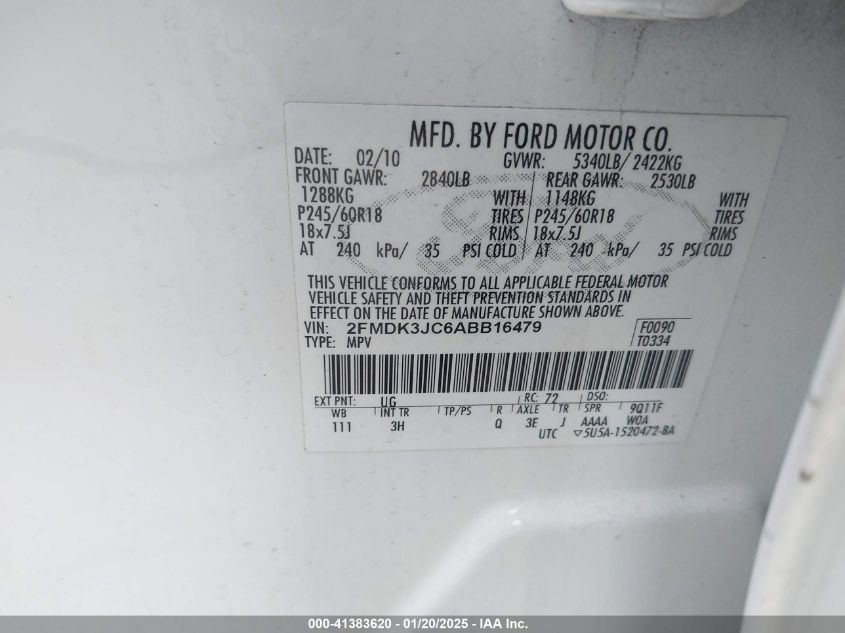 MFD. BY FORD MOTOR CO.
DATE: 02/10 GVWR: 5340LB/ 2422KG
FRONT GAWR: 2840LB REAR GAWR: 2530LB
1288KG WITH 1148KG WITH
P245/60R18 TIRES P245/60R18 TIRES
18x7.5J RIMS 18x7.5J RIMS
AT 240 kPa/ 35 PSI COLD AT 240 kPa/ 35 PSI COLD
Ford
THIS VEHICLE CONFORMS TO ALL APPLICABLE FEDERAL MOTOR
VEHICLE SAFETY AND THEFT PREVENTION STANDARDS IN
EFFECT ON THE DATE OF MANUFACTURE SHOWN ABOVE.
VIN: 2FMDK3JC6ABB16479 F0090
TYPE: MPV T0334
EXT PNT: UG RC: 72 DSO:
WB INT TR TP/PS R AXLE TR SPR 9Q11F
111 3H Q 3E J AAAA WOA
UTC ▽5U5A-1520472-BA
000-41383620 - 01/20/2025 - IAA Inc.